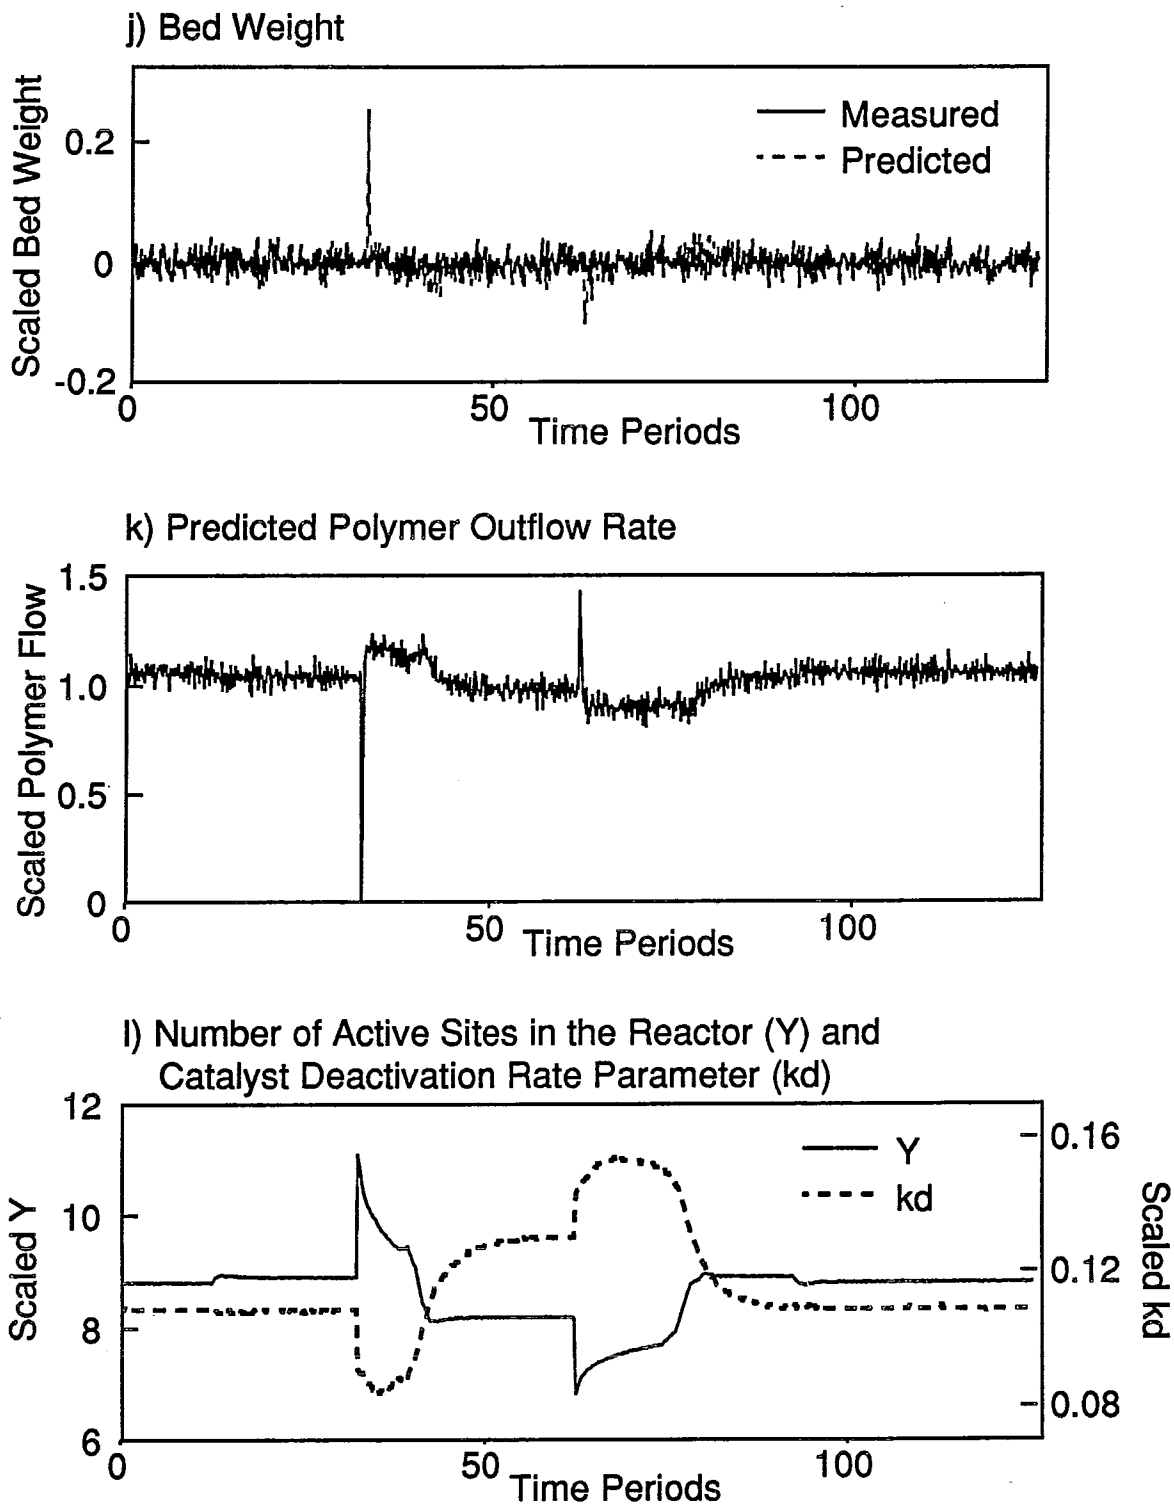 j) Bed Weight
Scaled Bed Weight
0.2
0
-0.2
Measured
Predicted
0
50
100
Time Periods
k) Predicted Polymer Outflow Rate
Scaled Polymer Flow
1.5
1.0
0.5
0
0
50
100
Time Periods
l) Number of Active Sites in the Reactor (Y) and
Catalyst Deactivation Rate Parameter (kd)
Scaled Y
12
10
8
6
Y
kd
0.16
0.12
0.08
Scaled kd
0
50
100
Time Periods